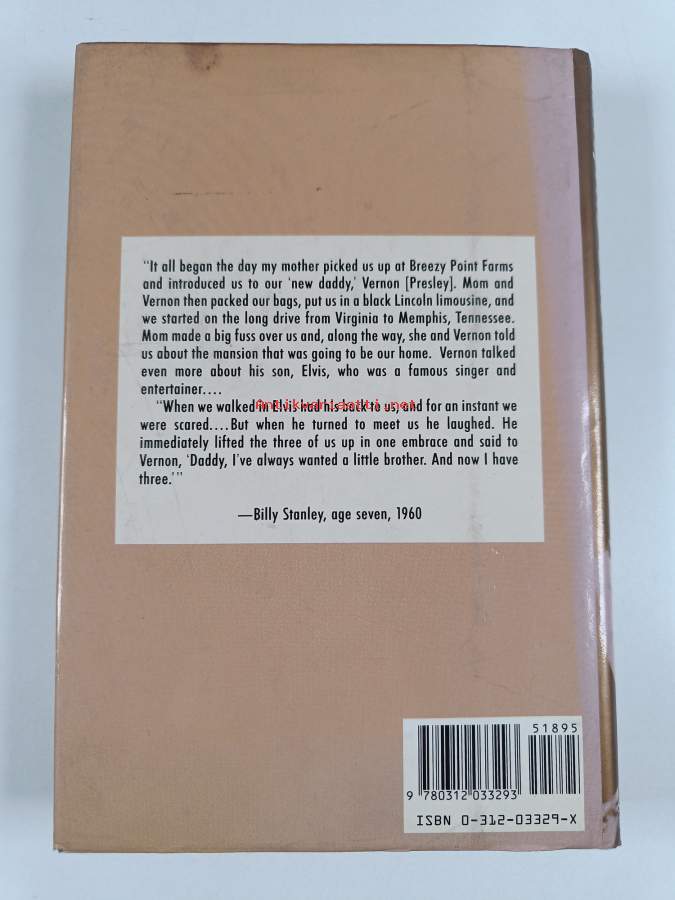 "It all began the day my mother picked us up at Breezy Point Farms
and introduced us to our 'new daddy,' Vernon [Presley]. Mom and
Vernon then packed our bags, put us in a black Lincoln limousine, and
we started on the long drive from Virginia to Memphis, Tennessee.
Mom made a big fuss over us and, along the way, she and Vernon told
us about the mansion that was going to be our home. Vernon talked
even more about his son, Elvis, who was a famous singer and
entertainer....
"When we walked in Elvis had his back to us, and for an instant we
were scared....But when he turned to meet us he laughed. He
immediately lifted the three of us up in one embrace and said to
Vernon, 'Daddy, I've always wanted a little brother. And now I have
three.'"
—Billy Stanley, age seven, 1960
Antikvariaatti.net
51895
9 780312 033293
ISBN 0-312-03329-X